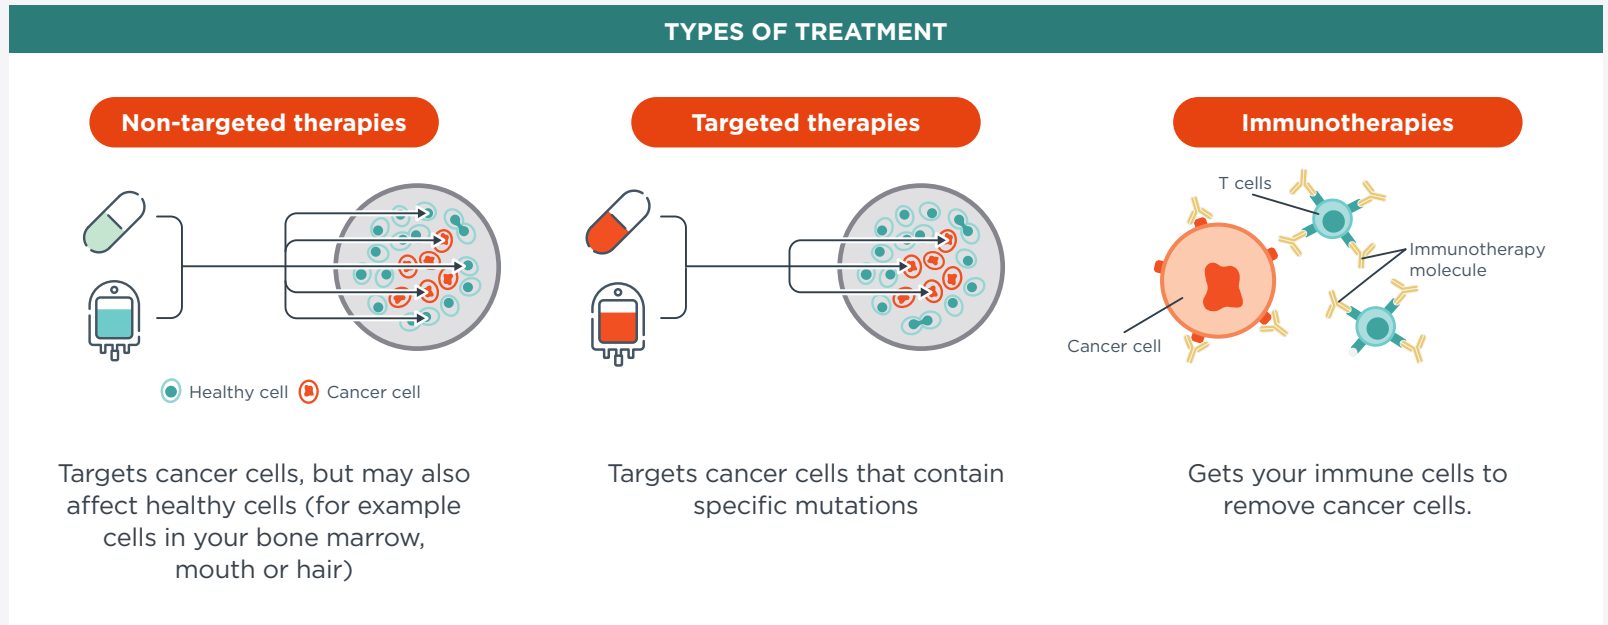 TYPES OF TREATMENT
Non-targeted therapies
Healthy cell
Cancer cell
Targets cancer cells, but may also
affect healthy cells (for example
cells in your bone marrow,
mouth or hair)
Targeted therapies
Targets cancer cells that contain
specific mutations
Immunotherapies
T cells
Immunotherapy
molecule
Cancer cell
Gets your immune cells to
remove cancer cells.